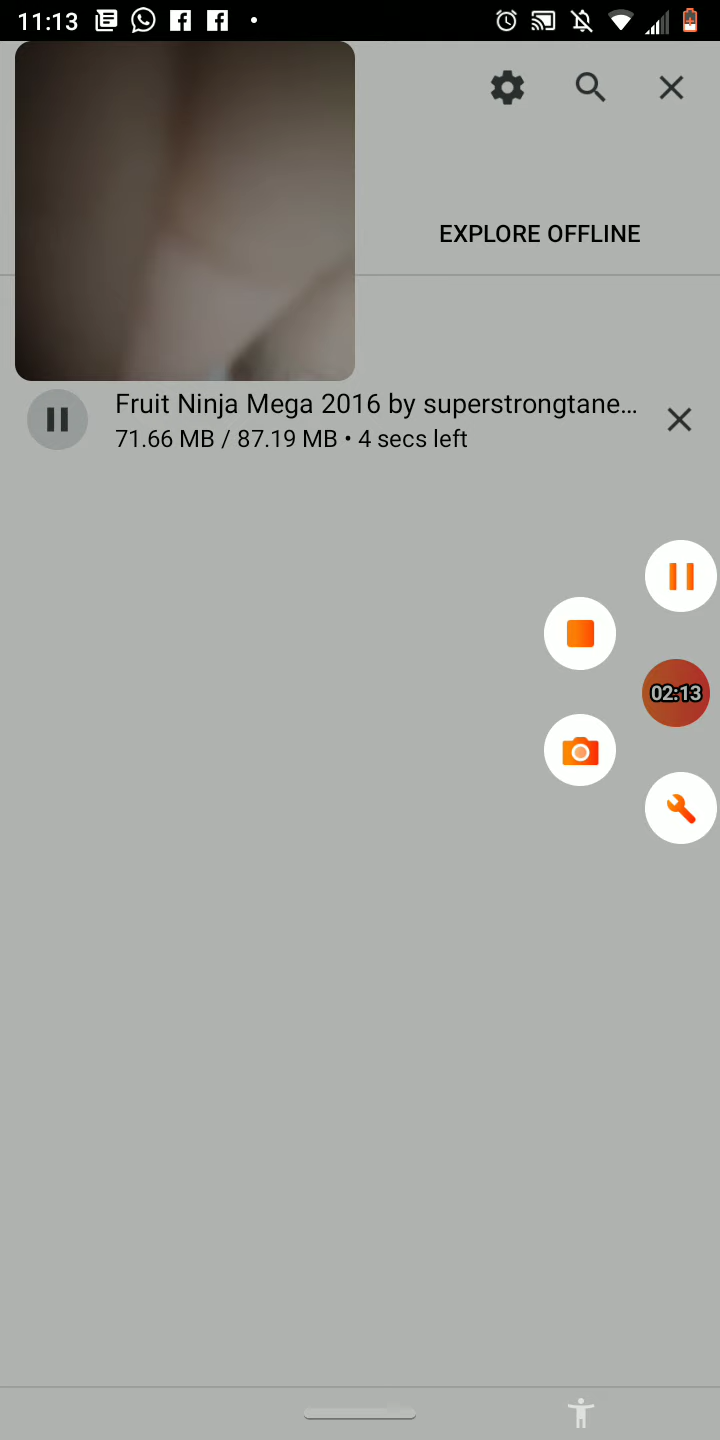 11:13
EXPLORE OFFLINE
Fruit Ninja Mega 2016 by superstrongtane...
71.66 MB / 87.19 MB • 4 secs left
02:13